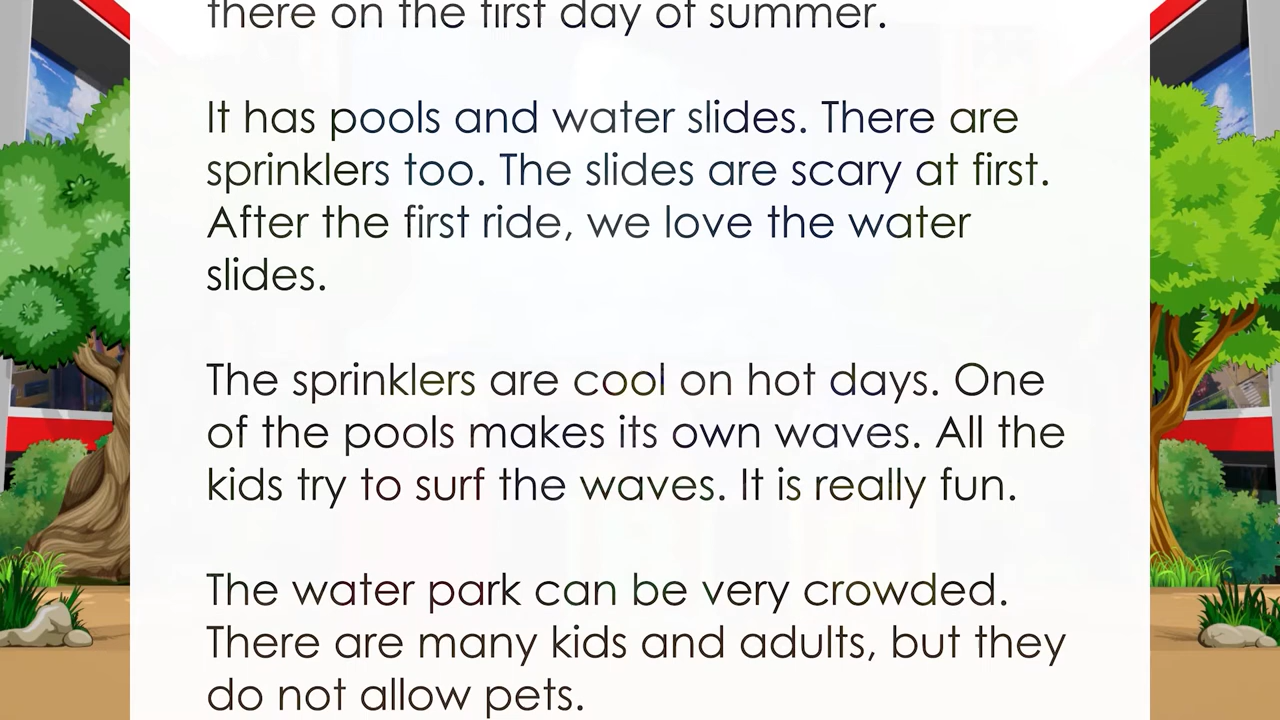 there on the first day of summer.
It has pools and water slides. There are
sprinklers too. The slides are scary at first.
After the first ride, we love the water
slides.
The sprinklers are cool on hot days. One
of the pools makes its own waves. All the
kids try to surf the waves. It is really fun.
The water park can be very crowded.
There are many kids and adults, but they
do not allow pets.